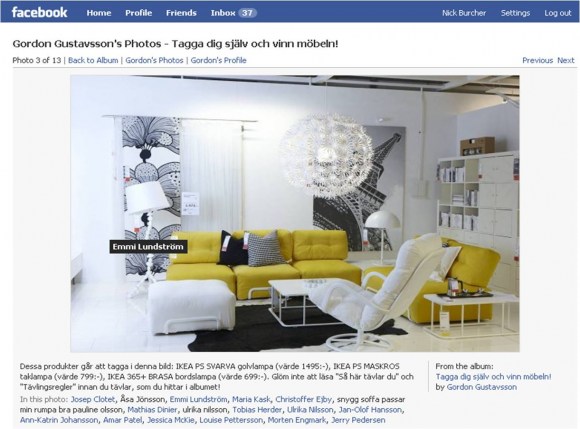 facebook Home Profile Friends Inbox 37 Nick Burcher Settings Log out
Gordon Gustavsson's Photos - Tagga dig själv och vinn möbeln!
Photo 3 of 13 | Back to Album | Gordon's Photos | Gordon's Profile Previous Next
Emmi Lundström
Dessa produkter går att tagga i denna bild: IKEA PS SVARVA golvlampa (värde 1495:-), IKEA PS MASKROS
taklampa (värde 799:-), IKEA 365+ BRASA bordslampa (värde 699:-). Glöm inte att läsa "Så här tävlar du" och
"Tävlingsregler" innan du tävlar, som du hittar i albumet!
In this photo: Josep Clotet, Åsa Jönsson, Emmi Lundström, Maria Kask, Christoffer Ejby, snygg soffa passar
min rumpa bra pauline olsson, Mathias Dinier, ulrika nilsson, Tobias Herder, Ulrika Nilsson, Jan-Olof Hansson,
Ann-Katrin Johansson, Amar Patel, Jessica McKie, Louise Pettersson, Morten Engmark, Jerry Pedersen
From the album:
Tagga dig själv och vinn möbeln!
by Gordon Gustavsson